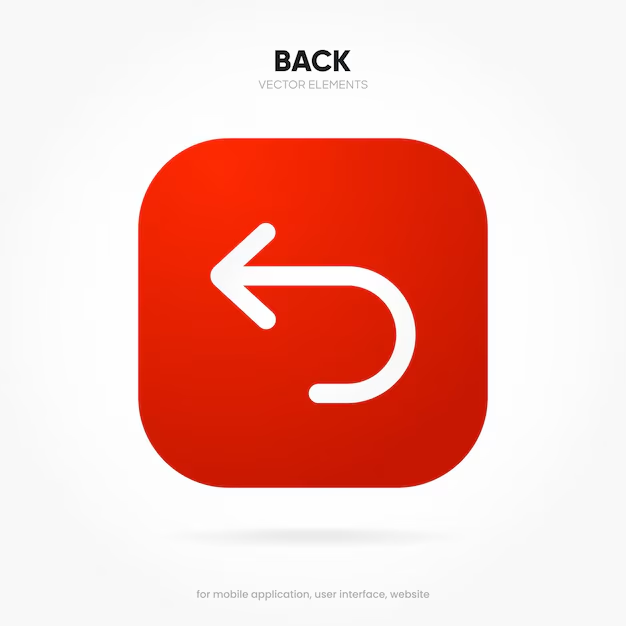 BACK
VECTOR ELEMENTS
for mobile application, user interface, website